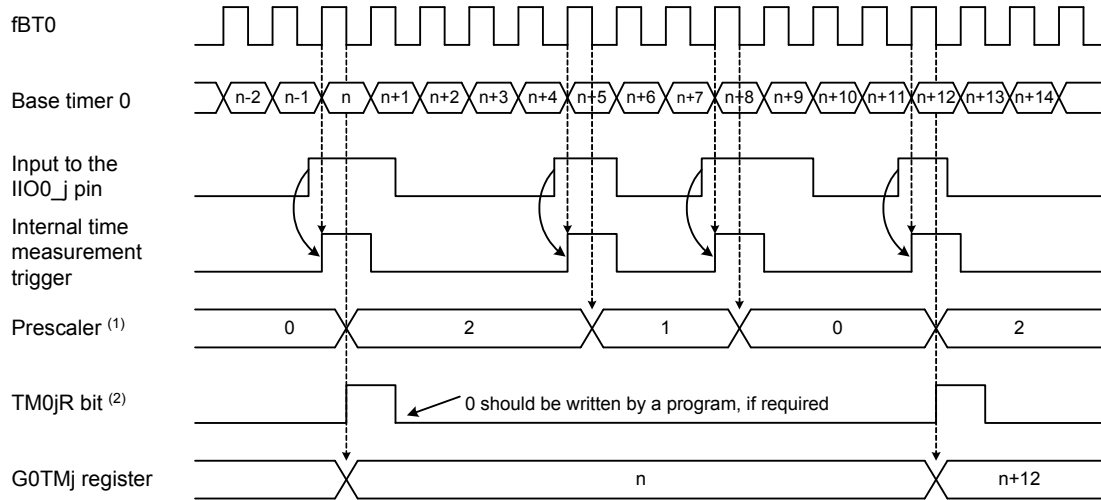 fBT0
Base timer 0
n-2 n-1 n n+1 n+2 n+3 n+4 n+5 n+6 n+7 n+8 n+9 n+10 n+11 n+12 n+13 n+14
Input to the
IIO0_j pin
Internal time
measurement
trigger
Prescaler (1)
0 2 1 0 2
TM0jR bit (2)
0 should be written by a program, if required
G0TMj register
n n+12